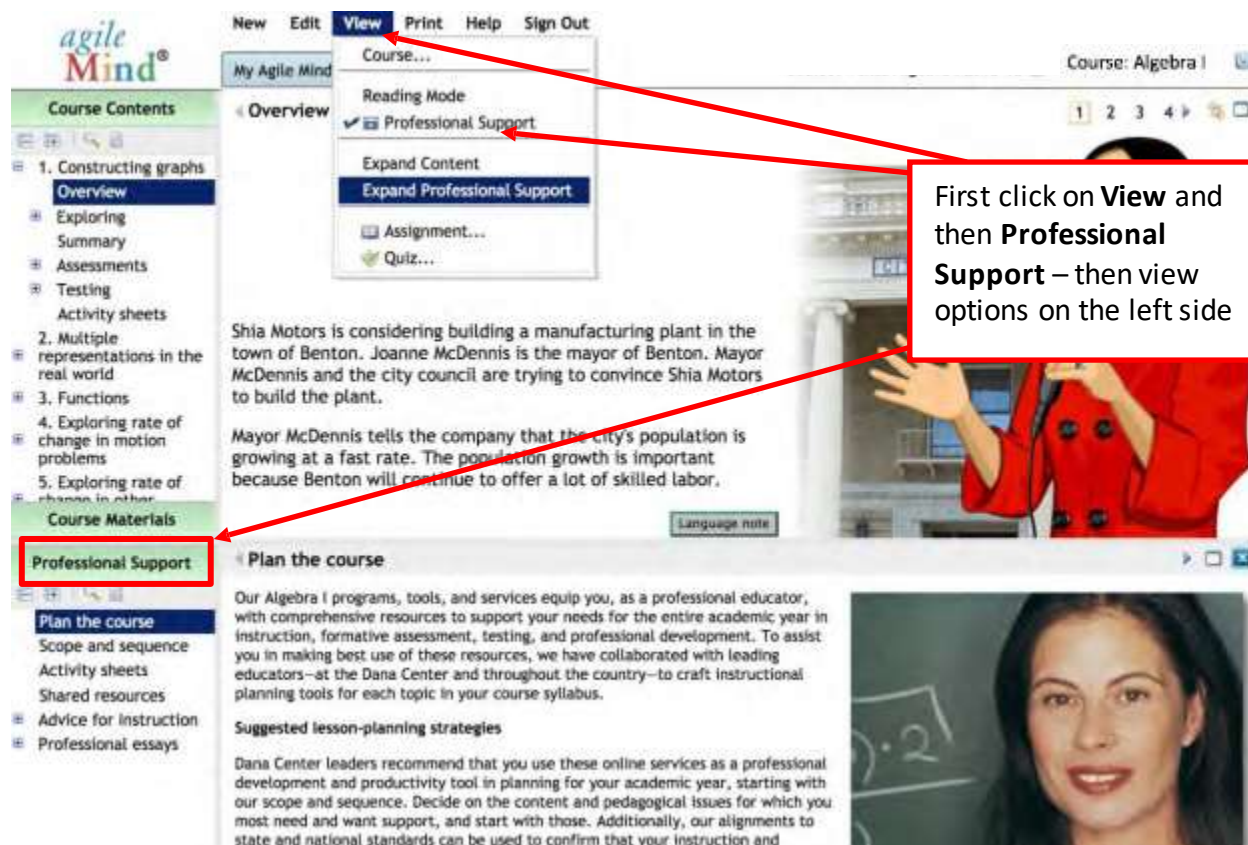 agile
Mind®
New Edit View Print Help Sign Out
My Agile Mind
Course: Algebra I
Course...
Reading Mode
Professional Support
Expand Content
Expand Professional Support
Assignment...
Quiz...
Course Contents
1. Constructing graphs
Overview
Exploring
Summary
Assessments
Testing
Activity sheets
2. Multiple
representations in the
real world
3. Functions
4. Exploring rate of
change in motion
problems
5. Exploring rate of
change in other
Course Materials
Professional Support
Plan the course
Scope and sequence
Activity sheets
Shared resources
Advice for instruction
Professional essays
Overview
1 2 3 4
First click on View and
then Professional
Support – then view
options on the left side
Shia Motors is considering building a manufacturing plant in the
town of Benton. Joanne McDennis is the mayor of Benton. Mayor
McDennis and the city council are trying to convince Shia Motors
to build the plant.
Mayor McDennis tells the company that the city's population is
growing at a fast rate. The population growth is important
because Benton will continue to offer a lot of skilled labor.
Language note
Plan the course
Our Algebra I programs, tools, and services equip you, as a professional educator,
with comprehensive resources to support your needs for the entire academic year in
instruction, formative assessment, testing, and professional development. To assist
you in making best use of these resources, we have collaborated with leading
educators—at the Dana Center and throughout the country—to craft instructional
planning tools for each topic in your course syllabus.
Suggested lesson-planning strategies
Dana Center leaders recommend that you use these online services as a professional
development and productivity tool in planning for your academic year, starting with
our scope and sequence. Decide on the content and pedagogical issues for which you
most need and want support, and start with those. Additionally, our alignments to
state and national standards can be used to confirm that your instruction and